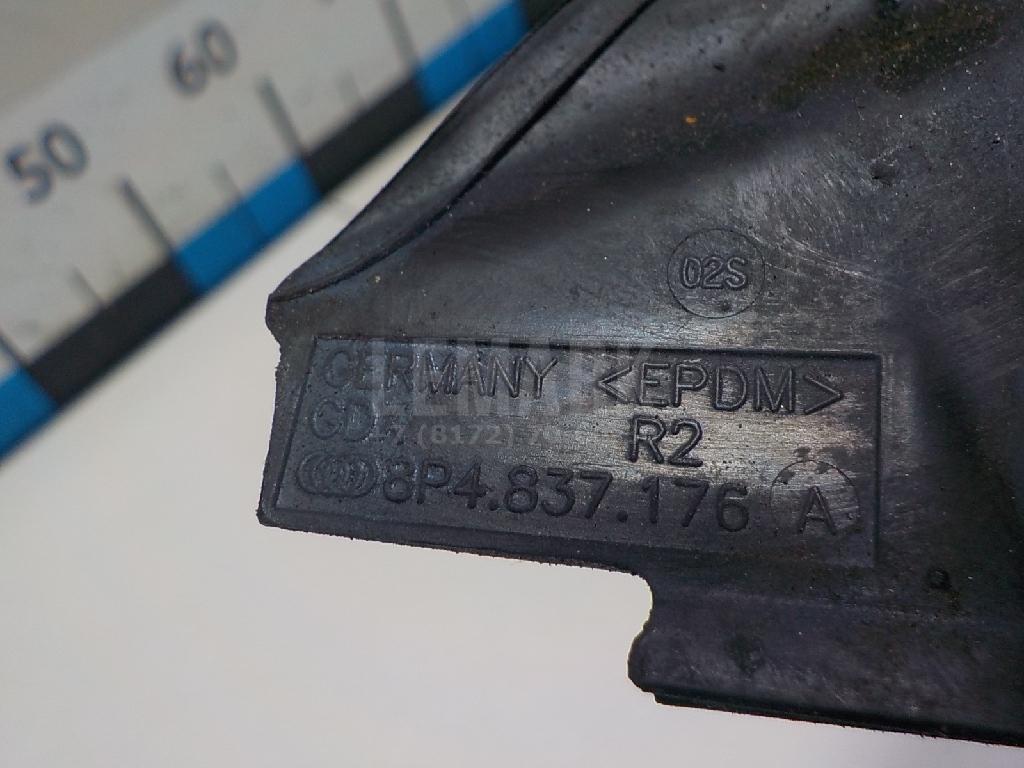 50
60
02S
GERMANY <EPDM>
R2
8P4.837.176 A